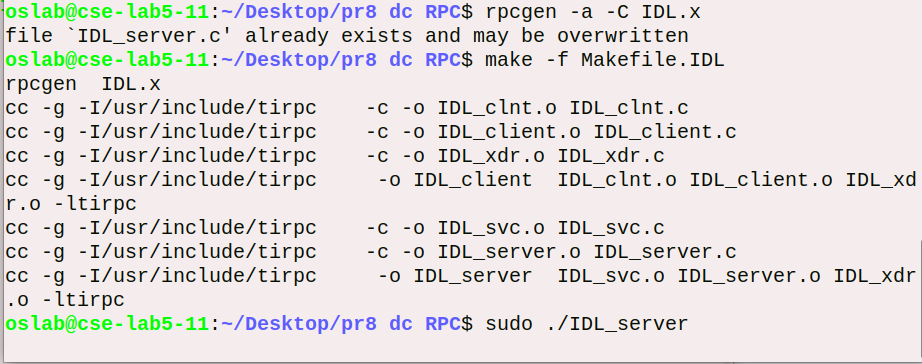 oslab@cse-lab5-11:~/Desktop/pr8 dc RPC$ rpcgen -a -C IDL.x
file `IDL_server.c' already exists and may be overwritten
oslab@cse-lab5-11:~/Desktop/pr8 dc RPC$ make -f Makefile.IDL
rpcgen  IDL.x
cc -g -I/usr/include/tirpc    -c -o IDL_clnt.o IDL_clnt.c
cc -g -I/usr/include/tirpc    -c -o IDL_client.o IDL_client.c
cc -g -I/usr/include/tirpc    -c -o IDL_xdr.o IDL_xdr.c
cc -g -I/usr/include/tirpc     -o IDL_client  IDL_clnt.o IDL_client.o IDL_xd
r.o -ltirpc
cc -g -I/usr/include/tirpc    -c -o IDL_svc.o IDL_svc.c
cc -g -I/usr/include/tirpc    -c -o IDL_server.o IDL_server.c
cc -g -I/usr/include/tirpc     -o IDL_server  IDL_svc.o IDL_server.o IDL_xdr
.o -ltirpc
oslab@cse-lab5-11:~/Desktop/pr8 dc RPC$ sudo ./IDL_server